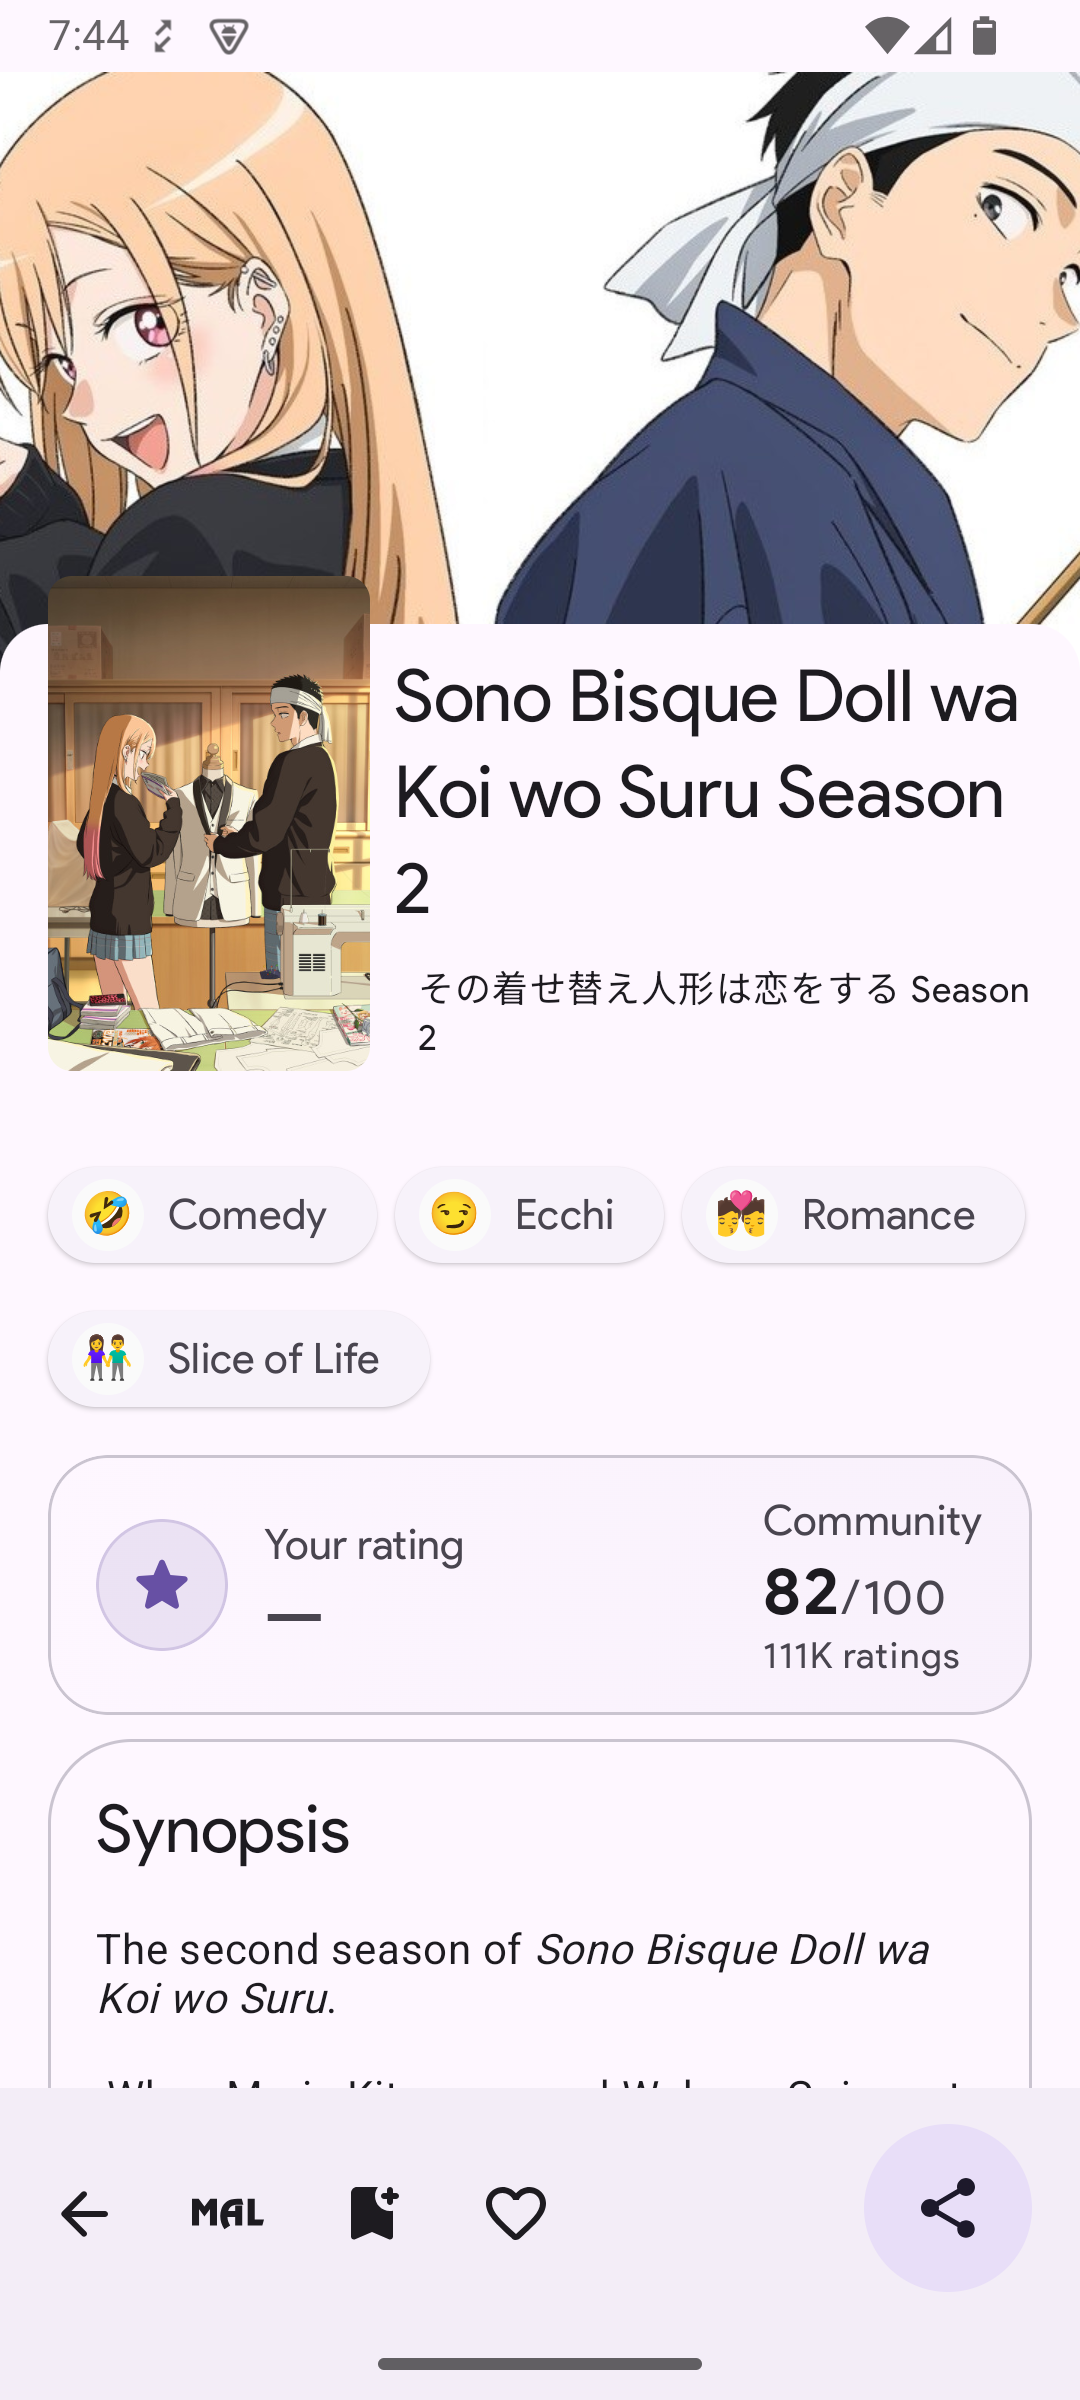 7:44
Sono Bisque Doll wa
Koi wo Suru Season
2
その着せ替え人形は恋をする Season
2
Comedy
Ecchi
Romance
Slice of Life
Your rating
—
Community
82/100
111K ratings
Synopsis
The second season of Sono Bisque Doll wa
Koi wo Suru.
MAL